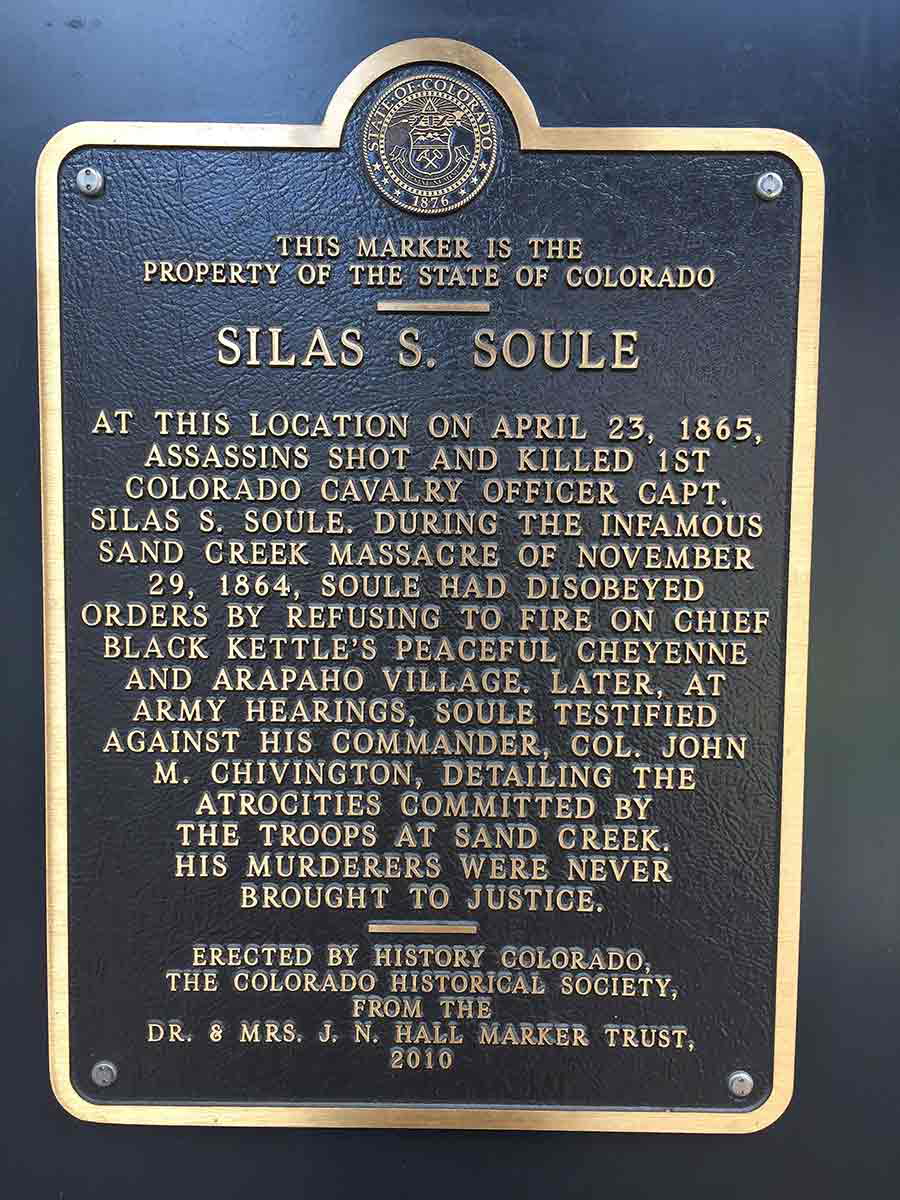 STATE·OF·COLORADO
1876
THIS MARKER IS THE
PROPERTY OF THE STATE OF COLORADO
SILAS S. SOULE
AT THIS LOCATION ON APRIL 23, 1865,
ASSASSINS SHOT AND KILLED 1ST
COLORADO CAVALRY OFFICER CAPT.
SILAS S. SOULE. DURING THE INFAMOUS
SAND CREEK MASSACRE OF NOVEMBER
29, 1864, SOULE HAD DISOBEYED
ORDERS BY REFUSING TO FIRE ON CHIEF
BLACK KETTLE'S PEACEFUL CHEYENNE
AND ARAPAHO VILLAGE. LATER, AT
ARMY HEARINGS, SOULE TESTIFIED
AGAINST HIS COMMANDER, COL. JOHN
M. CHIVINGTON, DETAILING THE
ATROCITIES COMMITTED BY
THE TROOPS AT SAND CREEK.
HIS MURDERERS WERE NEVER
BROUGHT TO JUSTICE.
ERECTED BY HISTORY COLORADO,
THE COLORADO HISTORICAL SOCIETY,
FROM THE
DR. & MRS. J. N. HALL MARKER TRUST,
2010